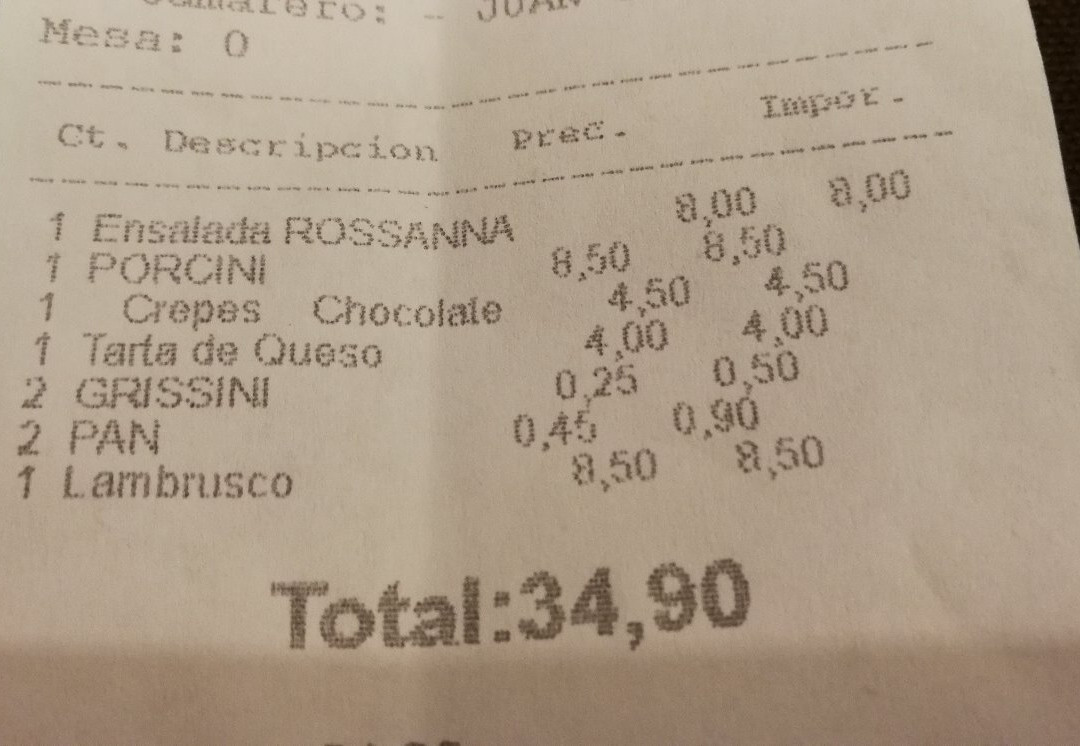 Camarero: - JUAN
Mesa: 0
Ct. Descripcion Prec. Impor.
1 Ensalada ROSSANNA 8,00 8,00
1 PORCINI 8,50 8,50
1 Crepes Chocolate 4,50 4,50
1 Tarta de Queso 4,00 4,00
2 GRISSINI 0,25 0,50
2 PAN 0,45 0,90
1 Lambrusco 8,50 8,50
Total:34,90